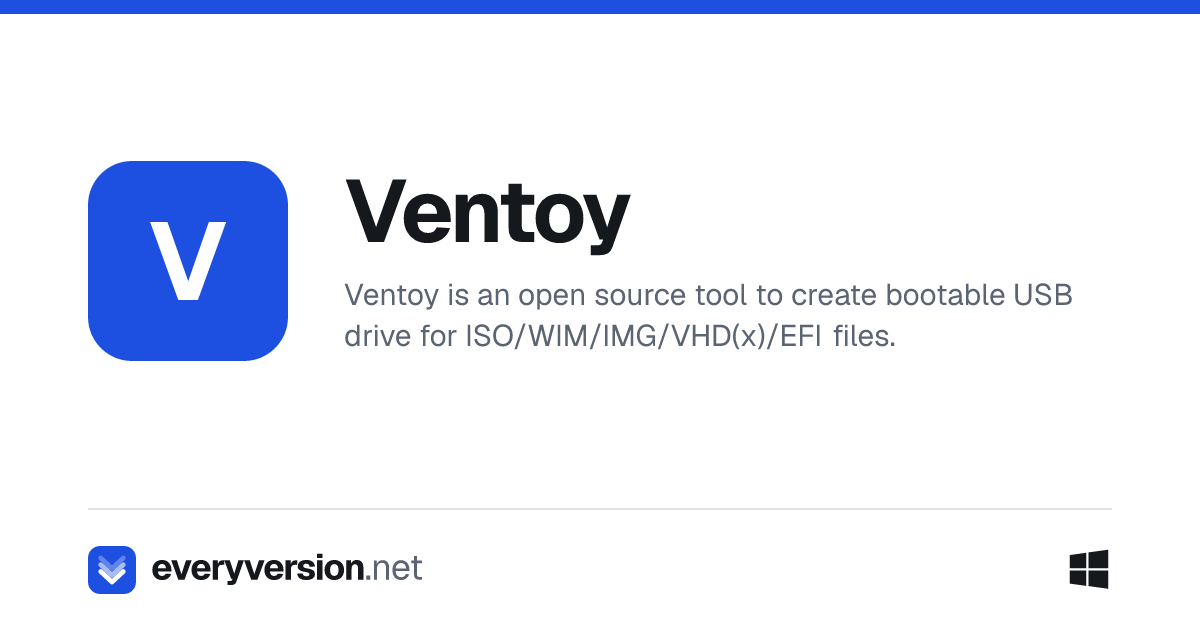 V
Ventoy
Ventoy is an open source tool to create bootable USB
drive for ISO/WIM/IMG/VHD(x)/EFI files.
everyversion.net